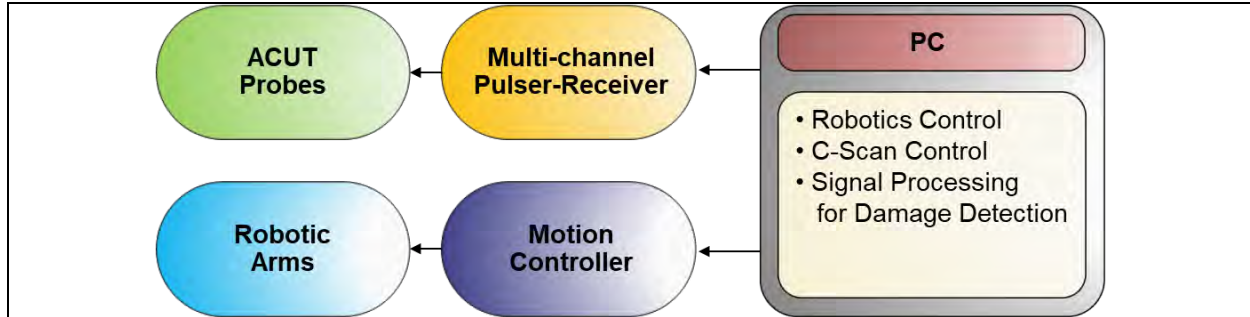 ACUT
Probes
Multi-channel
Pulser-Receiver
PC
• Robotics Control
• C-Scan Control
• Signal Processing
for Damage Detection
Robotic
Arms
Motion
Controller